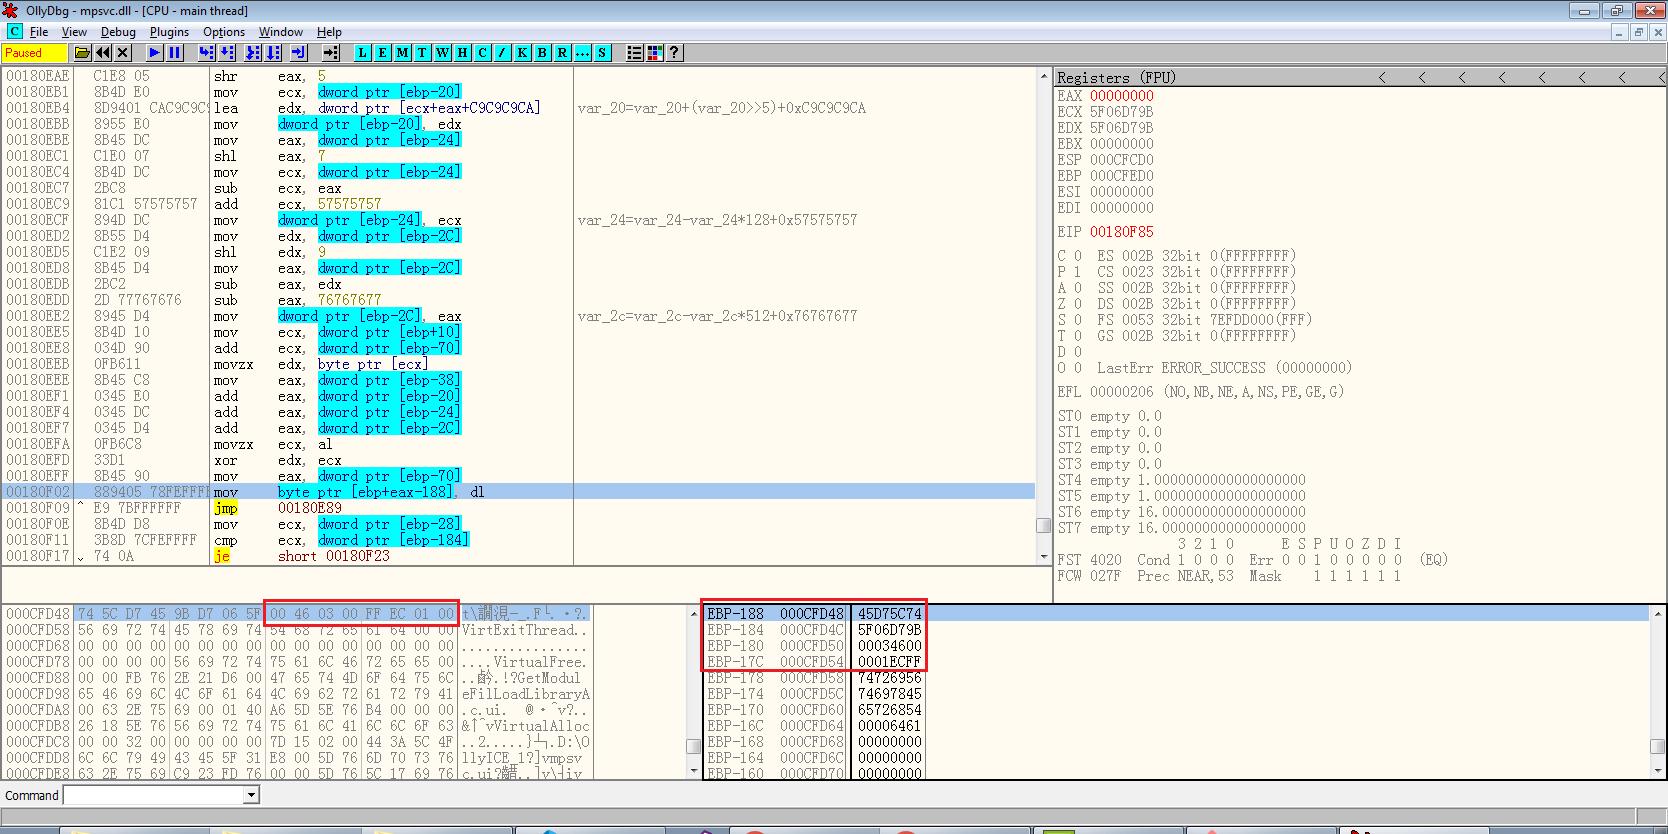 OllyDbg - mpsvc.dll - [CPU - main thread]
C File View Debug Plugins Options Window Help
Paused L E M T W H C / K B R ... S ?
00180EAE C1E8 05 shr eax, 5
00180EB1 8B4D E0 mov ecx, dword ptr [ebp-20]
00180EB4 8D9401 CAC9C9C9 lea edx, dword ptr [ecx+eax+C9C9C9CA] var_20=var_20+(var_20>>5)+0xC9C9C9CA
00180EBB 8955 E0 mov dword ptr [ebp-20], edx
00180EBE 8B45 DC mov eax, dword ptr [ebp-24]
00180EC1 C1E0 07 shl eax, 7
00180EC4 8B4D DC mov ecx, dword ptr [ebp-24]
00180EC7 2BC8 sub ecx, eax
00180EC9 81C1 57575757 add ecx, 57575757
00180ECF 894D DC mov dword ptr [ebp-24], ecx var_24=var_24-var_24*128+0x57575757
00180ED2 8B55 D4 mov edx, dword ptr [ebp-2C]
00180ED5 C1E2 09 shl edx, 9
00180ED8 8B45 D4 mov eax, dword ptr [ebp-2C]
00180EDB 2BC2 sub eax, edx
00180EDD 2D 77767676 sub eax, 76767677
00180EE2 8945 D4 mov dword ptr [ebp-2C], eax var_2c=var_2c-var_2c*512+0x76767677
00180EE5 8B4D 10 mov ecx, dword ptr [ebp+10]
00180EE8 034D 90 add ecx, dword ptr [ebp-70]
00180EEB 0FB611 movzx edx, byte ptr [ecx]
00180EEE 8B45 C8 mov eax, dword ptr [ebp-38]
00180EF1 0345 E0 add eax, dword ptr [ebp-20]
00180EF4 0345 DC add eax, dword ptr [ebp-24]
00180EF7 0345 D4 add eax, dword ptr [ebp-2C]
00180EFA 0FB6C8 movzx ecx, al
00180EFD 33D1 xor edx, ecx
00180EFF 8B45 90 mov eax, dword ptr [ebp-70]
00180F02 889405 78FEFFFF mov byte ptr [ebp+eax-188], dl
00180F09 ^ E9 7BFFFFFF jmp 00180E89
00180F0E 8B4D D8 mov ecx, dword ptr [ebp-28]
00180F11 3B8D 7CFEFFFF cmp ecx, dword ptr [ebp-184]
00180F17 74 0A je short 00180F23
Registers (FPU) < < < < < < < <
EAX 00000000
ECX 5F06D79B
EDX 5F06D79B
EBX 00000000
ESP 000CFCD0
EBP 000CFED0
ESI 00000000
EDI 00000000
EIP 00180F85
C 0 ES 002B 32bit 0(FFFFFFFF)
P 1 CS 0023 32bit 0(FFFFFFFF)
A 0 SS 002B 32bit 0(FFFFFFFF)
Z 0 DS 002B 32bit 0(FFFFFFFF)
S 0 FS 0053 32bit 7EFDD000(FFF)
T 0 GS 002B 32bit 0(FFFFFFFF)
D 0
O 0 LastErr ERROR_SUCCESS (00000000)
EFL 00000206 (NO,NB,NE,A,NS,PE,GE,G)
ST0 empty 0.0
ST1 empty 0.0
ST2 empty 0.0
ST3 empty 0.0
ST4 empty 1.0000000000000000000
ST5 empty 1.0000000000000000000
ST6 empty 16.000000000000000000
ST7 empty 16.000000000000000000
3 2 1 0 E S P U O Z D I
FST 4020 Cond 1 0 0 0 Err 0 0 1 0 0 0 0 0 (EQ)
FCW 027F Prec NEAR,53 Mask 1 1 1 1 1 1
000CFD48 74 5C D7 45 9B D7 06 5F 00 46 03 00 FF EC 01 00
000CFD58 56 69 72 74 45 78 69 74 54 68 72 65 61 64 00 00 VirtExitThread..
000CFD68 00 00 00 00 00 00 00 00 00 00 00 00 00 00 00 00 ................
000CFD78 00 00 00 00 56 69 72 74 75 61 6C 46 72 65 65 00 ....VirtualFree.
000CFD88 00 00 FB 76 2E 21 D6 00 47 65 74 4D 6F 64 75 6C GetModul
000CFD98 65 46 69 6C 4C 6F 61 64 4C 69 62 72 61 72 79 41 eFilLoadLibraryA
000CFDA8 00 63 2E 75 69 00 01 40 A6 5D 5E 76 B4 00 00 00 .c.ui.
000CFDB8 26 18 5E 76 56 69 72 74 75 61 6C 41 6C 6C 6F 63 VirtualAlloc
000CFDC8 00 00 32 00 00 00 00 00 7D 15 02 00 44 3A 5C 4F ..2.....} .D:\O
000CFDD8 6C 6C 79 49 43 45 5F 31 E8 00 5D 76 6D 70 73 76 llyICE_1?]vmpsv
000CFDE8 63 2E 75 69 C9 23 FD 76 00 00 5D 76 5C 17 69 76
EBP-188 000CFD48 45D75C74
EBP-184 000CFD4C 5F06D79B
EBP-180 000CFD50 00034600
EBP-17C 000CFD54 0001ECFF
EBP-178 000CFD58 74726956
EBP-174 000CFD5C 74697845
EBP-170 000CFD60 65726854
EBP-16C 000CFD64 00006461
EBP-168 000CFD68 00000000
EBP-164 000CFD6C 00000000
EBP-160 000CFD70 00000000
Command